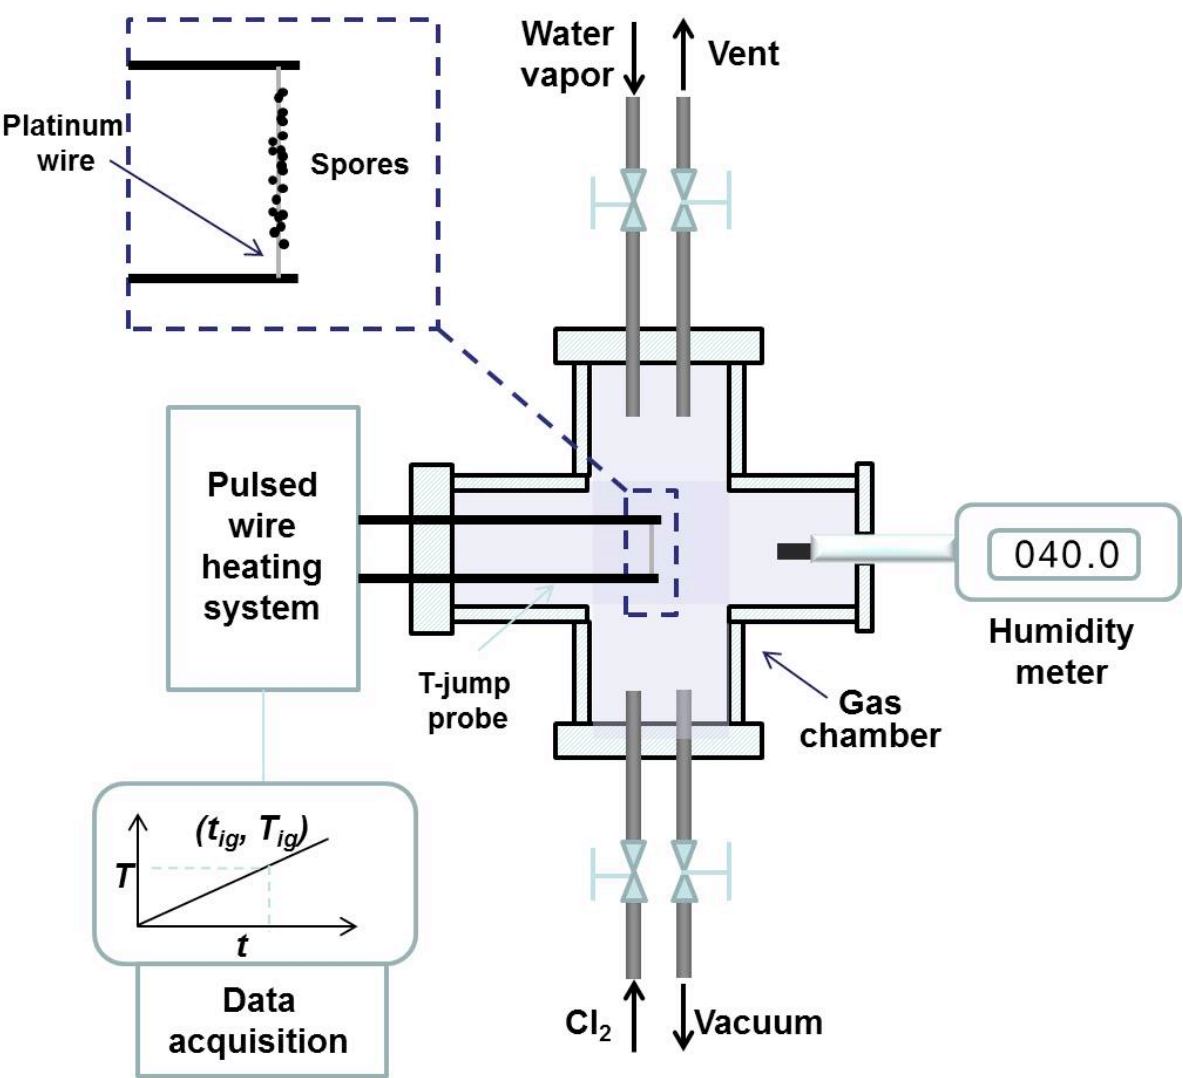 Water
vapor
Vent
Platinum
wire
Spores
Pulsed
wire
heating
system
040.0
Humidity
meter
T-jump
probe
Gas
chamber
(tig, Tig)
T
t
Data
acquisition
Cl2
Vacuum